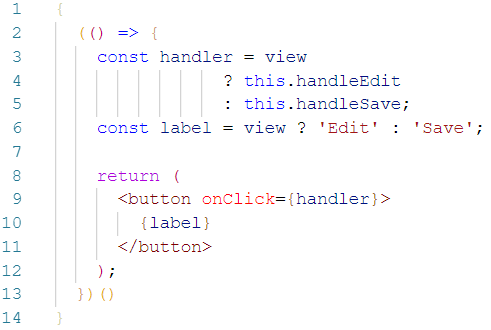 1 {
2   (() => {
3     const handler = view
4                 ? this.handleEdit
5                 : this.handleSave;
6     const label = view ? 'Edit' : 'Save';
7
8     return (
9       <button onClick={handler}>
10         {label}
11       </button>
12     );
13   })()
14 }